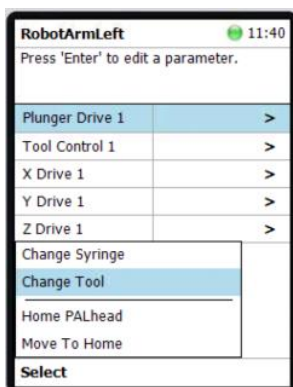 RobotArmLeft 11:40
Press 'Enter' to edit a parameter.
Plunger Drive 1 >
Tool Control 1 >
X Drive 1 >
Y Drive 1 >
Z Drive 1 >
Change Syringe
Change Tool
Home PALhead
Move To Home
Select